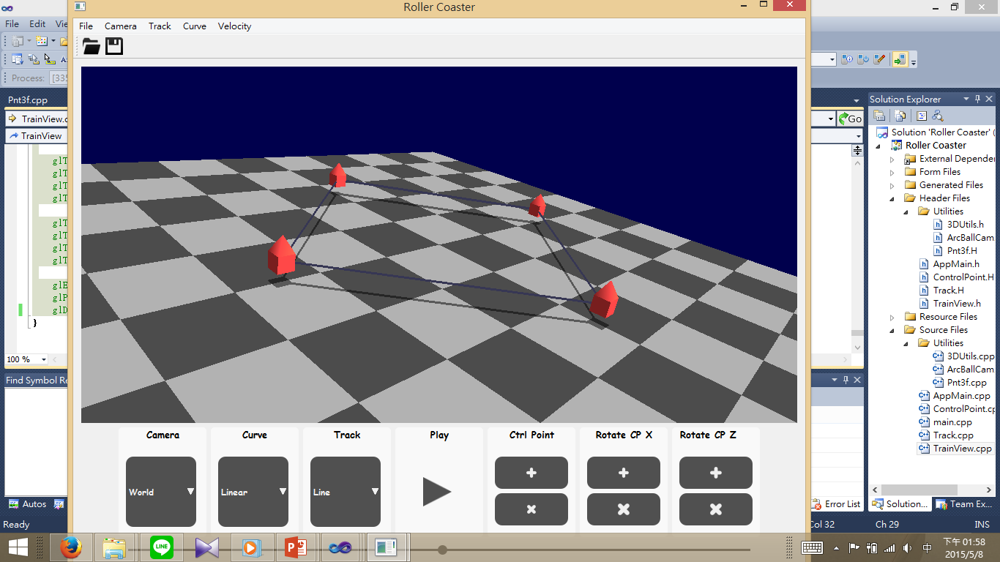 Roller Coaster
File Edit Vie
File Camera Track Curve Velocity
Process: [335
Pnt3f.cpp
TrainView.c
Go
TrainView
glT
glT
glT
glT
glT
glT
glT
glT
glE
glP
glD
}
100 %
Find Symbol Re
Autos
Ready
Camera Curve Track Play Ctrl Point Rotate CP X Rotate CP Z
World Linear Line
Solution Explorer
Solution 'Roller Coaster' (
Roller Coaster
External Depender
Form Files
Generated Files
Header Files
Utilities
3DUtils.h
ArcBallCam.
Pnt3f.H
AppMain.h
ControlPoint.H
Track.H
TrainView.h
Resource Files
Source Files
Utilities
3DUtils.cpp
ArcBallCam.
Pnt3f.cpp
AppMain.cpp
ControlPoint.cp
main.cpp
Track.cpp
TrainView.cpp
Error List Solution... Team Ex...
Col 32 Ch 29 INS
LINE
中
下午 01:58
2015/5/8